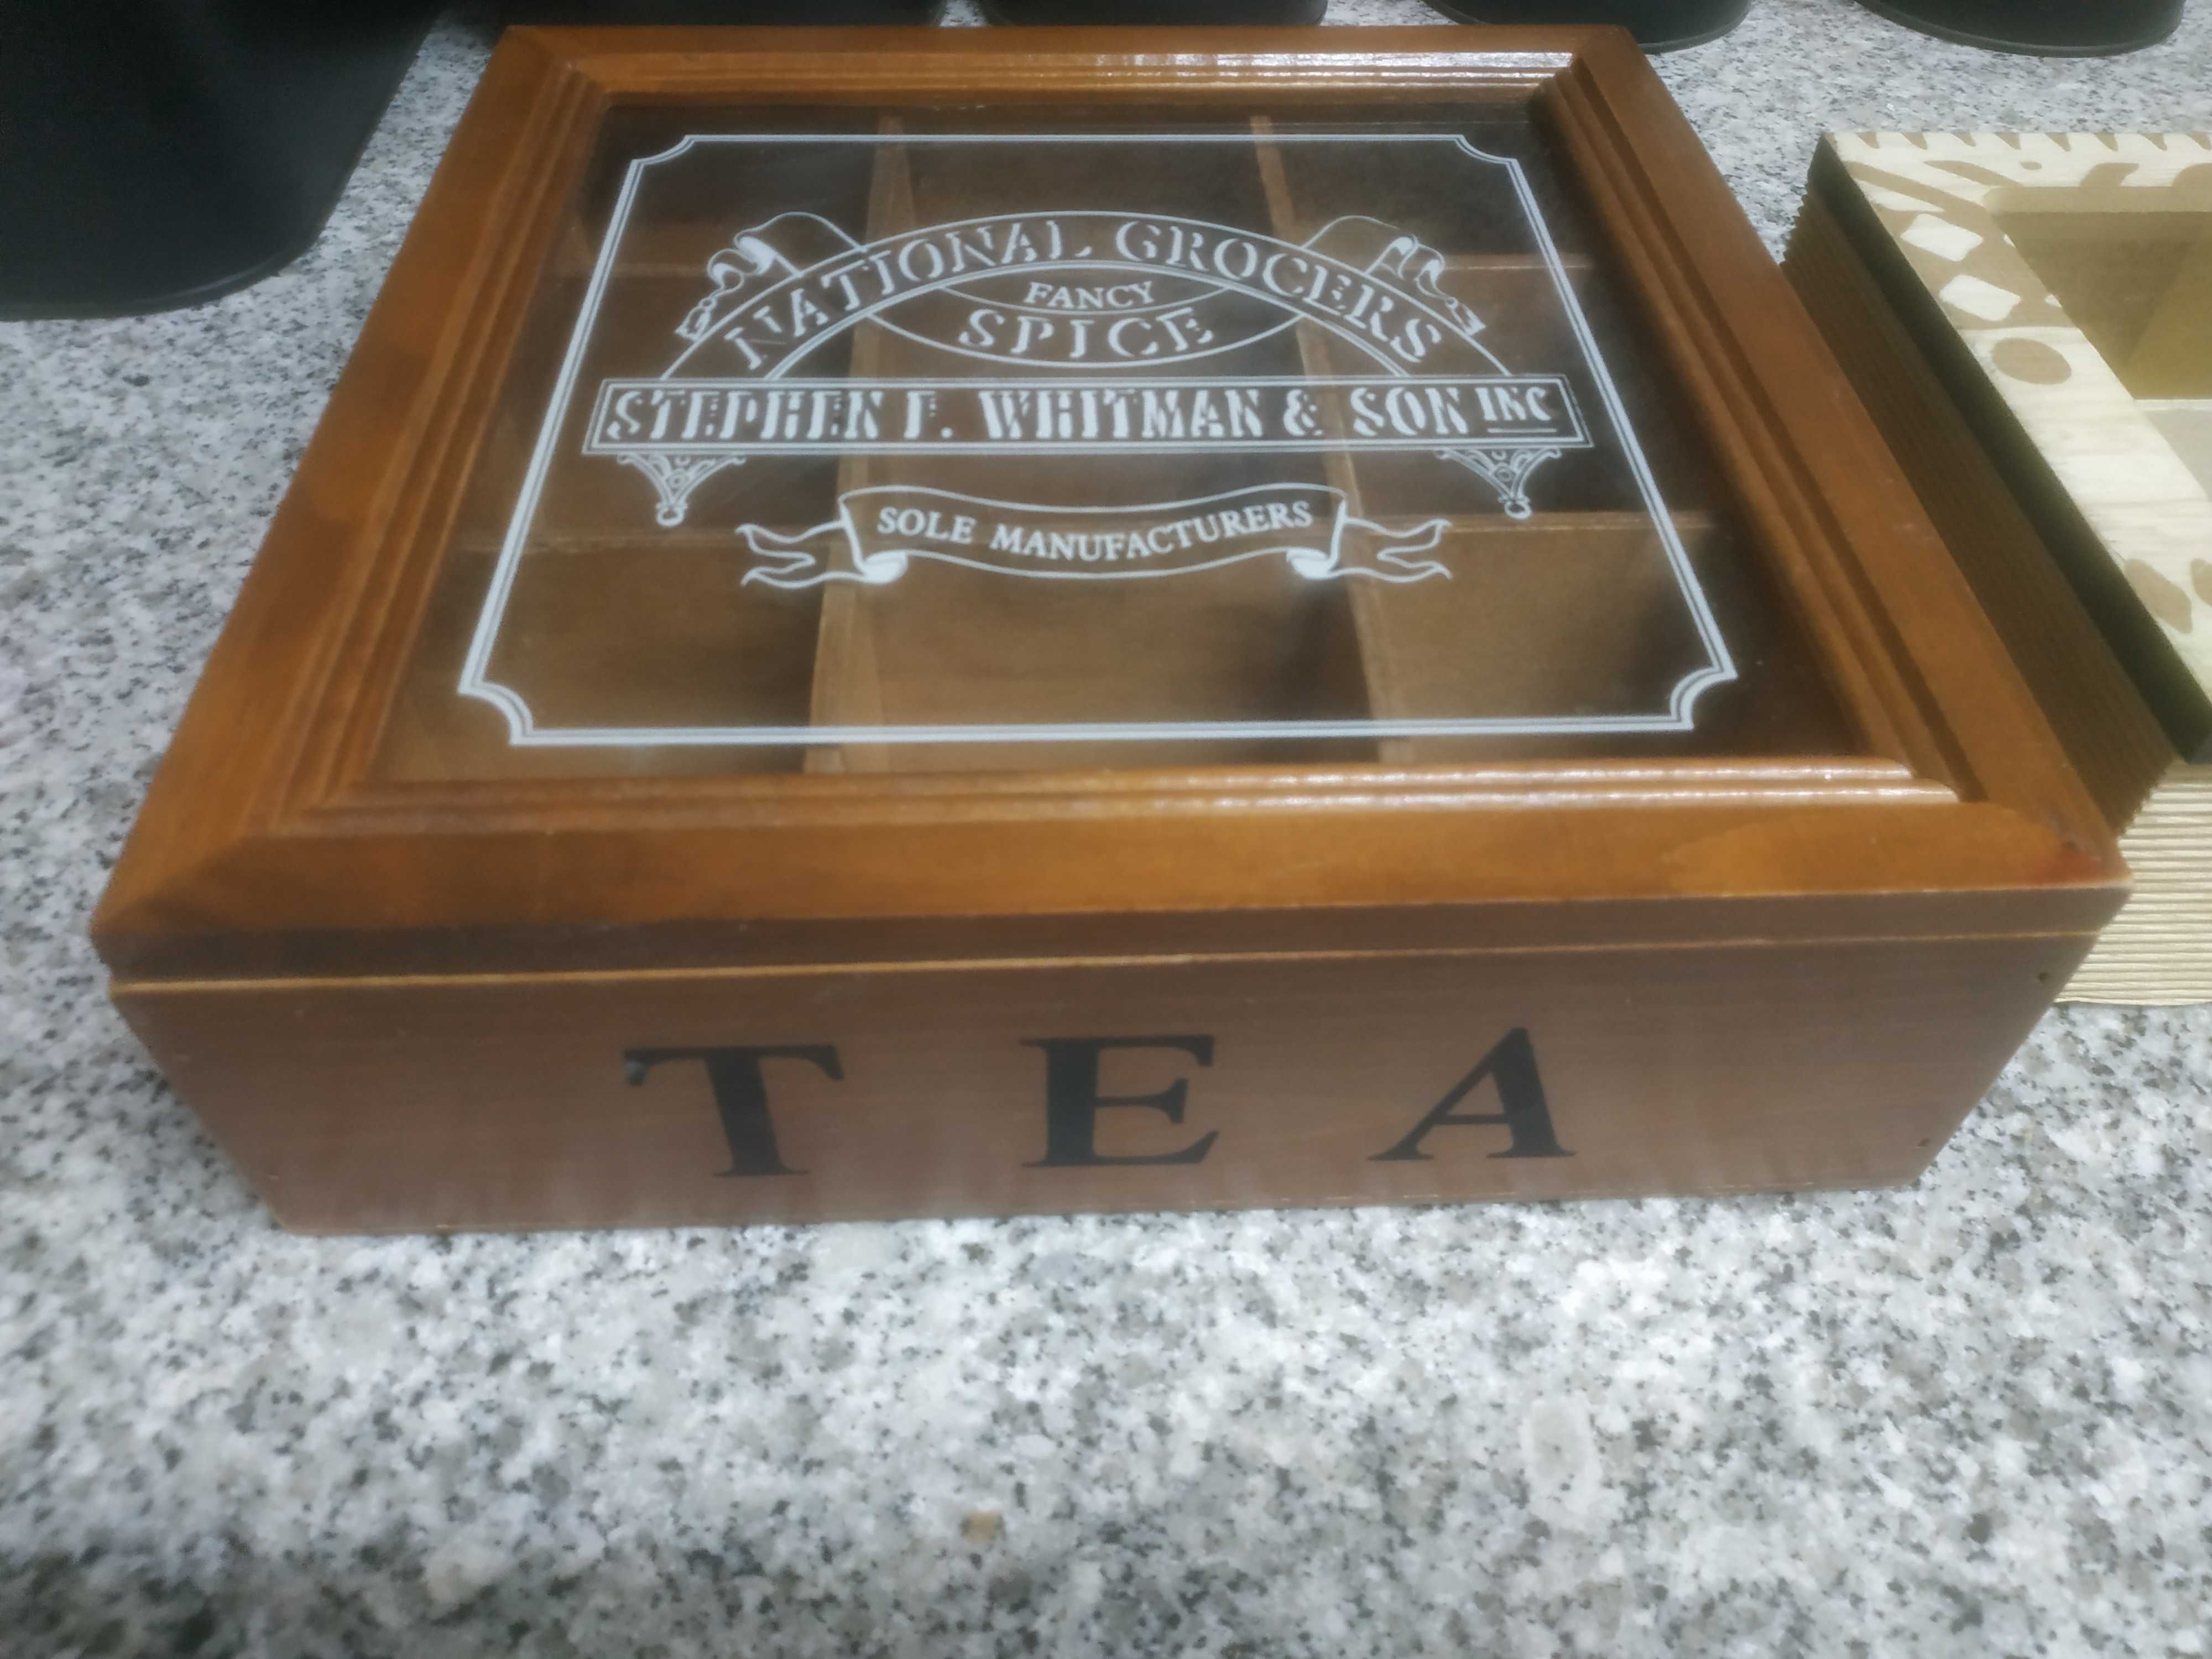 NATIONAL GROCERS
FANCY
SPICE
STEPHEN F. WHITMAN & SON INC
SOLE MANUFACTURERS
TEA